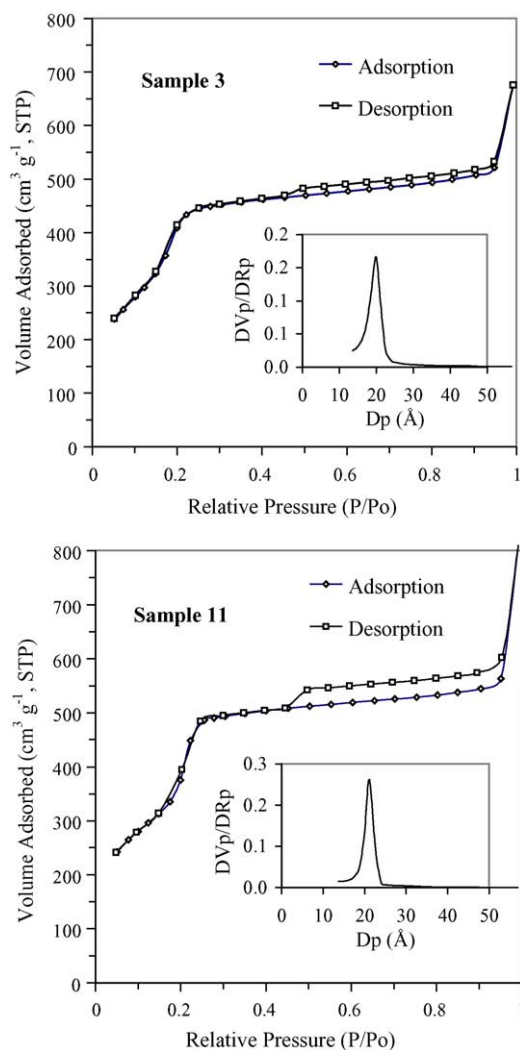 800
700
600
500
400
300
200
100
0
Volume Adsorbed (cm³ g⁻¹, STP)
Sample 3
Adsorption
Desorption
0.2
0.2
0.1
0.1
0.0
DVp/DRp
0 10 20 30 40 50
Dp (Å)
0 0.2 0.4 0.6 0.8 1
Relative Pressure (P/Po)
800
700
600
500
400
300
200
100
0
Volume Adsorbed (cm³ g⁻¹, STP)
Sample 11
Adsorption
Desorption
0.3
0.2
0.1
0.0
DVp/DRp
0 10 20 30 40 50
Dp (Å)
0 0.2 0.4 0.6 0.8
Relative Pressure (P/Po)